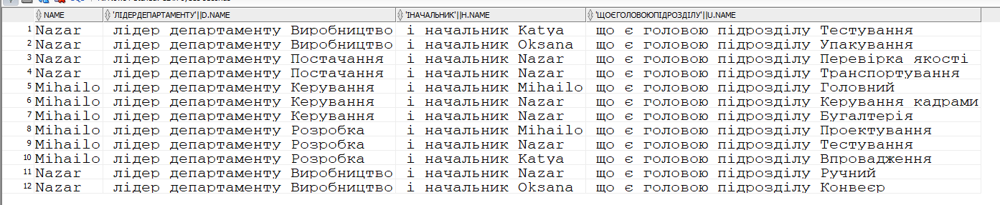 NAME 'ЛІДЕРДЕПАРТАМЕНТУ'||D.NAME 'ІНАЧАЛЬНИК'||H.NAME 'ЩОЄГОЛОВОЮПІДРОЗДІЛУ'||U.NAME
1 Nazar лідер департаменту Виробництво і начальник Katya що є головою підрозділу Тестування
2 Nazar лідер департаменту Виробництво і начальник Oksana що є головою підрозділу Упакування
3 Nazar лідер департаменту Постачання і начальник Nazar що є головою підрозділу Перевірка якості
4 Nazar лідер департаменту Постачання і начальник Nazar що є головою підрозділу Транспортування
5 Mihailo лідер департаменту Керування і начальник Mihailo що є головою підрозділу Головний
6 Mihailo лідер департаменту Керування і начальник Nazar що є головою підрозділу Керування кадрами
7 Mihailo лідер департаменту Керування і начальник Nazar що є головою підрозділу Бугалтерія
8 Mihailo лідер департаменту Розробка і начальник Mihailo що є головою підрозділу Проектування
9 Mihailo лідер департаменту Розробка і начальник Nazar що є головою підрозділу Тестування
10 Mihailo лідер департаменту Розробка і начальник Katya що є головою підрозділу Впровадження
11 Nazar лідер департаменту Виробництво і начальник Nazar що є головою підрозділу Ручний
12 Nazar лідер департаменту Виробництво і начальник Oksana що є головою підрозділу Конвеєр